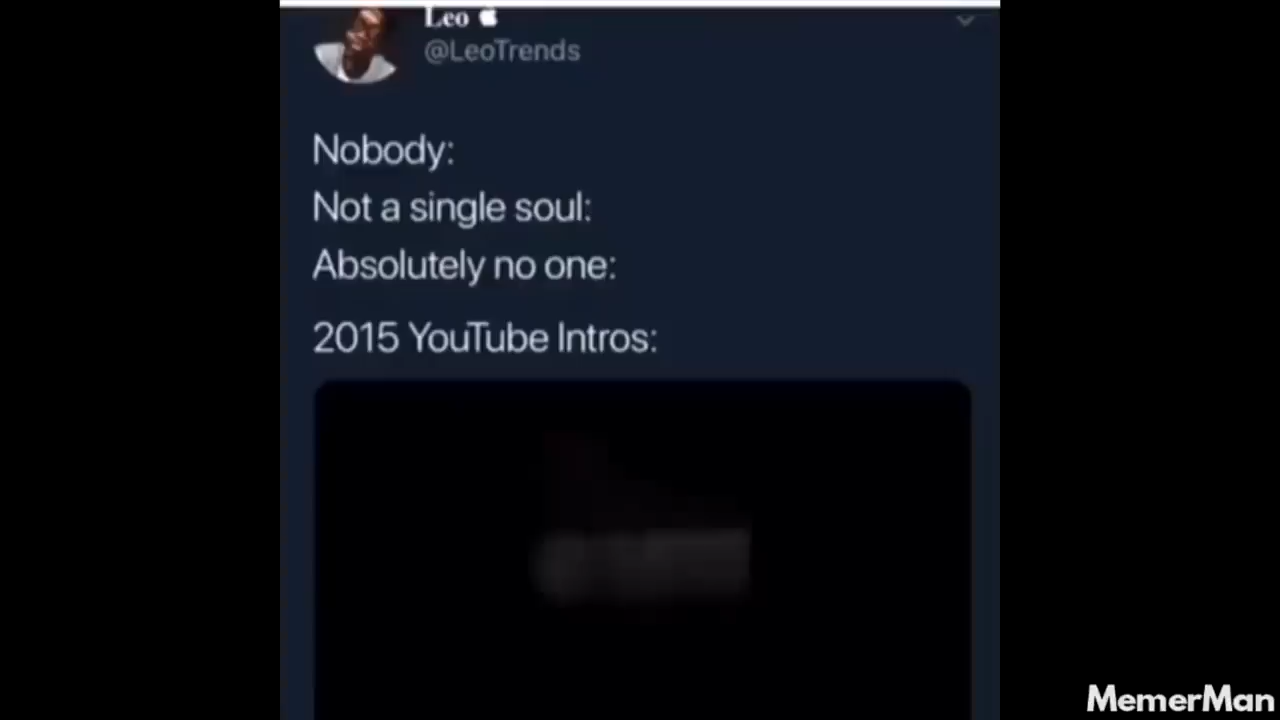 Leo
@LeoTrends
Nobody:
Not a single soul:
Absolutely no one:
2015 YouTube Intros:
MemerMan